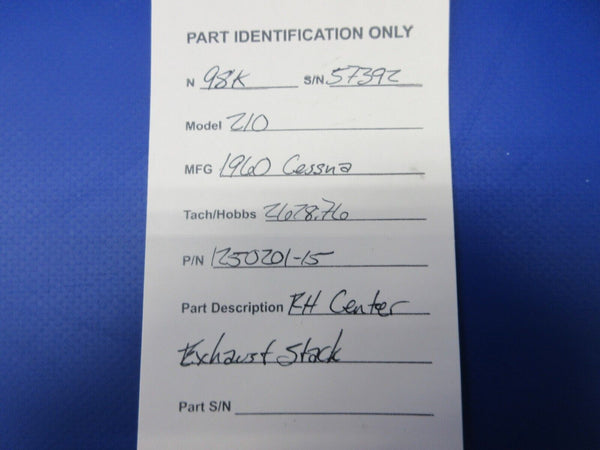 PART IDENTIFICATION ONLY
N 98K S/N 57392
Model 210
MFG 1960 Cessna
Tach/Hobbs 2628.76
P/N 1250201-15
Part Description RH Center
Exhaust Stack
Part S/N